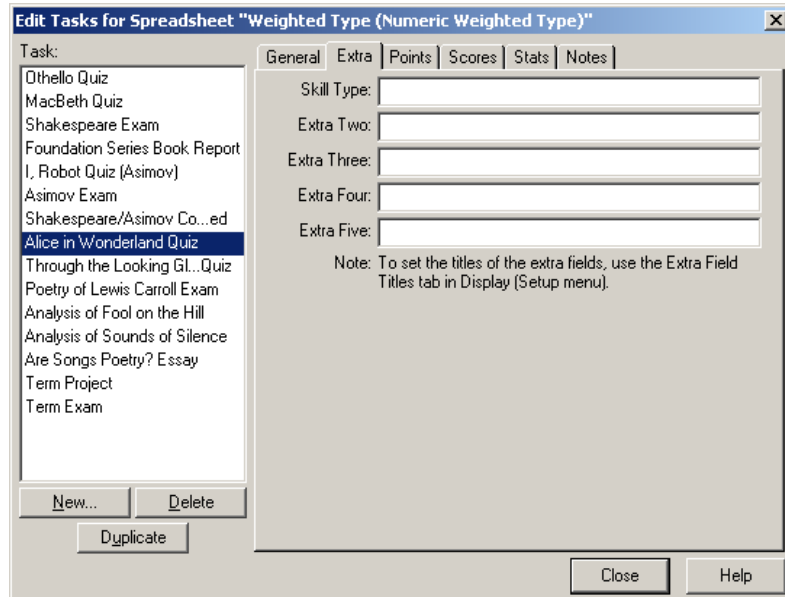 Edit Tasks for Spreadsheet "Weighted Type (Numeric Weighted Type)"
Task:
Othello Quiz
MacBeth Quiz
Shakespeare Exam
Foundation Series Book Report
I, Robot Quiz (Asimov)
Asimov Exam
Shakespeare/Asimov Co...ed
Alice in Wonderland Quiz
Through the Looking Gl...Quiz
Poetry of Lewis Carroll Exam
Analysis of Fool on the Hill
Analysis of Sounds of Silence
Are Songs Poetry? Essay
Term Project
Term Exam
New...
Delete
Duplicate
General Extra Points Scores Stats Notes
Skill Type:
Extra Two:
Extra Three:
Extra Four:
Extra Five:
Note: To set the titles of the extra fields, use the Extra Field
Titles tab in Display (Setup menu).
Close
Help